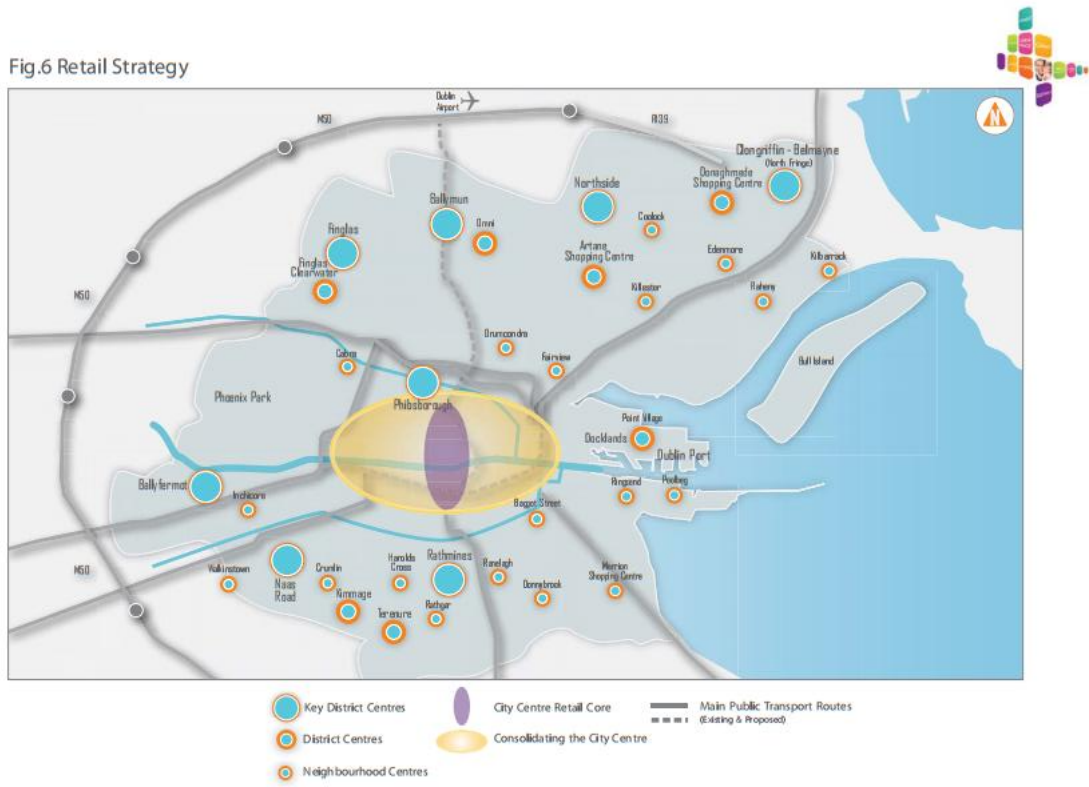 Fig.6 Retail Strategy
Dublin
Airport
M50
R139
N
Clongriffin - Belmayne
(North Fringe)
Donaghmede
Shopping Centre
Northside
Ballymun
Omni
Coolock
Finglas
Artane
Shopping Centre
Edenmore
Kilbarrack
Finglas
Clearwater
Killester
Raheny
M50
Drumcondra
Cabra
Fairview
Bull Island
Phoenix Park
Phibsborough
Point Village
Docklands
Dublin Port
Ballyfermot
Inchicore
Ringsend
Poolbeg
Baggot Street
M50
Walkinstown
Naas
Road
Crumlin
Harolds
Cross
Rathmines
Ranelagh
Merrion
Shopping Centre
Kimmage
Donnybrook
Terenure
Rathgar
Key District Centres
City Centre Retail Core
Main Public Transport Routes
(Existing & Proposed)
District Centres
Consolidating the City Centre
Neighbourhood Centres